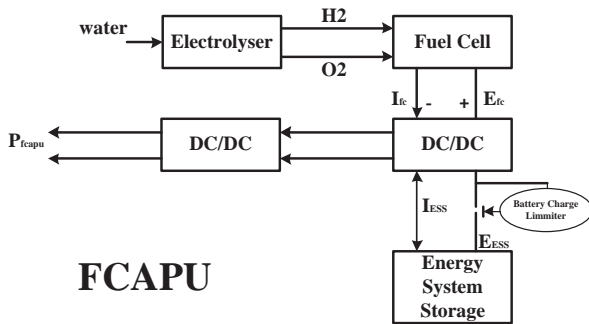 H2
water
Electrolyser
Fuel Cell
O2
Ifc
-
+
Efc
Pfcapu
DC/DC
DC/DC
Battery Charge
Limmiter
IESS
EESS
FCAPU
Energy
System
Storage